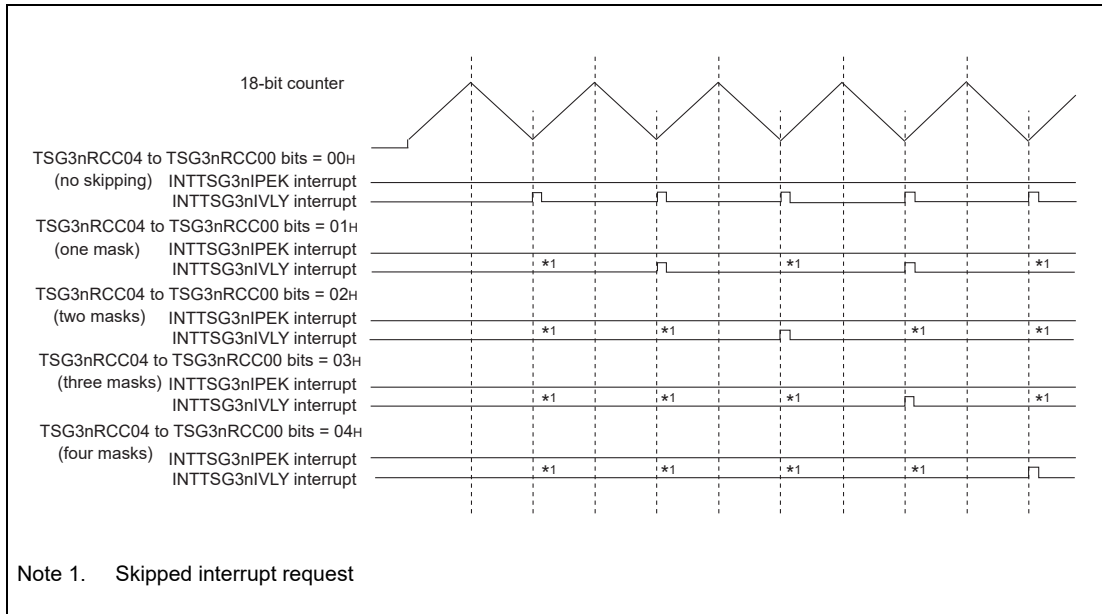 18-bit counter
TSG3nRCC04 to TSG3nRCC00 bits = 00H
(no skipping) INTTSG3nIPEK interrupt
INTTSG3nIVLY interrupt
TSG3nRCC04 to TSG3nRCC00 bits = 01H
(one mask) INTTSG3nIPEK interrupt
INTTSG3nIVLY interrupt *1 *1 *1
TSG3nRCC04 to TSG3nRCC00 bits = 02H
(two masks) INTTSG3nIPEK interrupt
INTTSG3nIVLY interrupt *1 *1 *1 *1
TSG3nRCC04 to TSG3nRCC00 bits = 03H
(three masks) INTTSG3nIPEK interrupt
INTTSG3nIVLY interrupt *1 *1 *1 *1
TSG3nRCC04 to TSG3nRCC00 bits = 04H
(four masks) INTTSG3nIPEK interrupt
INTTSG3nIVLY interrupt *1 *1 *1 *1
Note 1. Skipped interrupt request